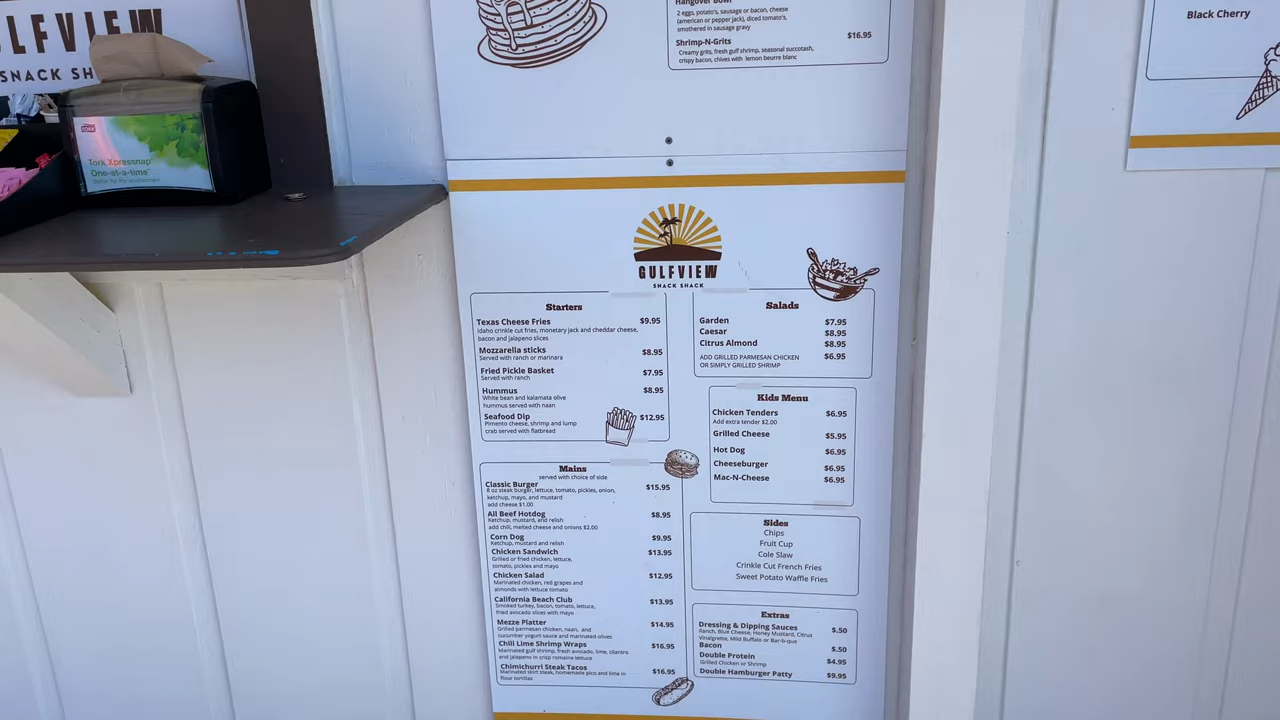 GULFVIEW
SNACK SH
TORK
Tork Xpressnap
One-at-a-time
Hangover Bowl
2 eggs, potato's, sausage or bacon, cheese
(american or pepper jack), diced tomato's,
smothered in sausage gravy
Shrimp-N-Grits $16.95
Creamy grits, fresh gulf shrimp, seasonal succotash,
crispy bacon, chives with lemon beurre blanc
Black Cherry
GULFVIEW
SNACK SHACK
Starters
Texas Cheese Fries $9.95
Idaho crinkle cut fries, monetary jack and cheddar cheese,
bacon and jalapeno slices
Mozzarella sticks $8.95
Served with ranch or marinara
Fried Pickle Basket $7.95
Served with ranch
Hummus $8.95
White bean and kalamata olive
hummus served with naan
Seafood Dip $12.95
Pimento cheese, shrimp and lump
crab served with flatbread
Mains
served with choice of side
Classic Burger $15.95
8 oz steak burger, lettuce, tomato, pickles, onion,
ketchup, mayo, and mustard
add cheese $1.00
All Beef Hotdog $8.95
Ketchup, mustard, and relish
add chili, melted cheese and onions $2.00
Corn Dog $9.95
Ketchup, mustard and relish
Chicken Sandwich $13.95
Grilled or fried chicken, lettuce,
tomato, pickles and mayo
Chicken Salad $12.95
Marinated chicken, red grapes and
almonds with lettuce tomato
California Beach Club $13.95
Smoked turkey, bacon, tomato, lettuce,
fried avocado slices with mayo
Mezze Platter $14.95
Grilled parmesan chicken, naan, and
cucumber yogurt sauce and marinated olives
Chili Lime Shrimp Wraps $16.95
Marinated gulf shrimp, fresh avocado, lime, cilantro
and jalapeno in crisp romaine lettuce
Chimichurri Steak Tacos $16.95
Marinated skirt steak, homemade pico and lime in
flour tortillas
Salads
Garden $7.95
Caesar $8.95
Citrus Almond $8.95
ADD GRILLED PARMESAN CHICKEN $6.95
OR SIMPLY GRILLED SHRIMP
Kids Menu
Chicken Tenders $6.95
Add extra tender $2.00
Grilled Cheese $5.95
Hot Dog $6.95
Cheeseburger $6.95
Mac-N-Cheese $6.95
Sides
Chips
Fruit Cup
Cole Slaw
Crinkle Cut French Fries
Sweet Potato Waffle Fries
Extras
Dressing & Dipping Sauces $.50
Ranch, Blue Cheese, Honey Mustard, Citrus
Vinaigrette, Mild Buffalo or Bar-b-que
Bacon $.50
Double Protein $4.95
Grilled Chicken or Shrimp
Double Hamburger Patty $9.95